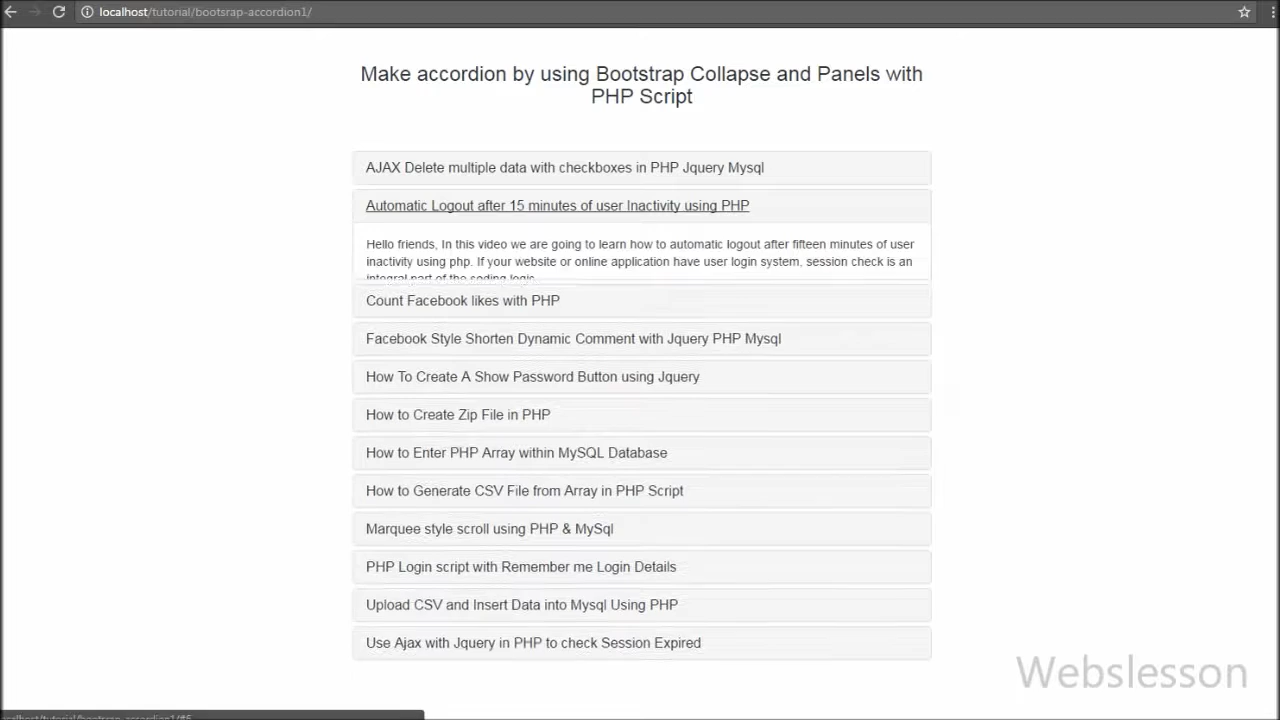 localhost/tutorial/bootsrap-accordion1/
Make accordion by using Bootstrap Collapse and Panels with
PHP Script
AJAX Delete multiple data with checkboxes in PHP Jquery Mysql
Automatic Logout after 15 minutes of user Inactivity using PHP
Hello friends, In this video we are going to learn how to automatic logout after fifteen minutes of user
inactivity using php. If your website or online application have user login system, session check is an
integral part of the coding logic
Count Facebook likes with PHP
Facebook Style Shorten Dynamic Comment with Jquery PHP Mysql
How To Create A Show Password Button using Jquery
How to Create Zip File in PHP
How to Enter PHP Array within MySQL Database
How to Generate CSV File from Array in PHP Script
Marquee style scroll using PHP & MySql
PHP Login script with Remember me Login Details
Upload CSV and Insert Data into Mysql Using PHP
Use Ajax with Jquery in PHP to check Session Expired
Webslesson